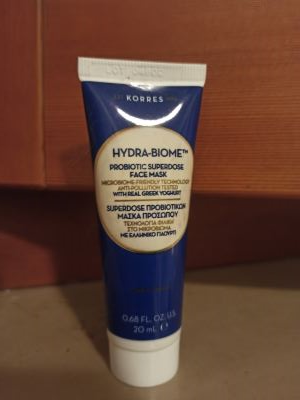 KORRES
HYDRA-BIOME™
PROBIOTIC SUPERDOSE
FACE MASK
MICROBIOME-FRIENDLY TECHNOLOGY
ANTI-POLLUTION TESTED
WITH REAL GREEK YOGHURT
SUPERDOSE ΠΡΟΒΙΟΤΙΚΩΝ
ΜΑΣΚΑ ΠΡΟΣΩΠΟΥ
ΤΕΧΝΟΛΟΓΙΑ ΦΙΛΙΚΗ
ΣΤΟ ΜΙΚΡΟΒΙΩΜΑ
ΜΕ ΕΛΛΗΝΙΚΟ ΓΙΑΟΥΡΤΙ
0.68 FL. OZ. U.S.
20 mL ℮